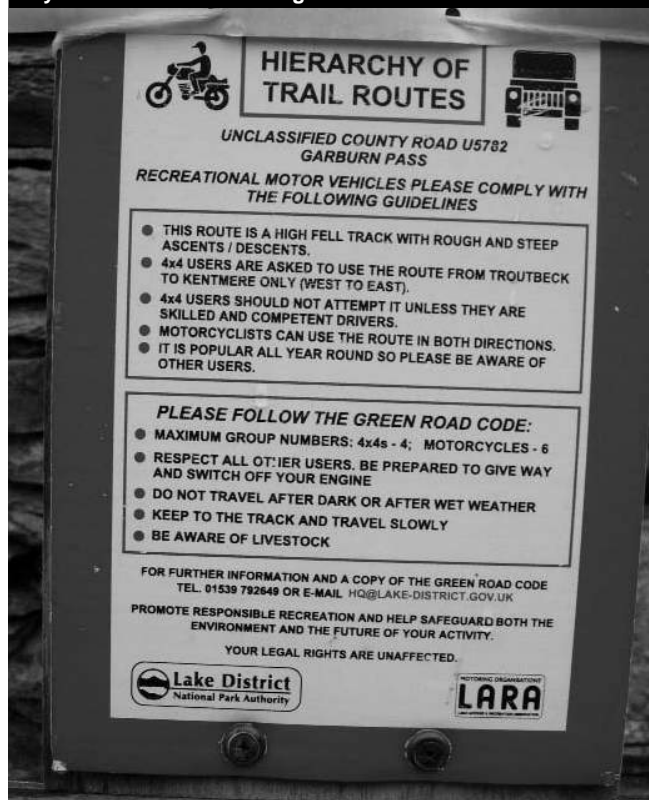 HIERARCHY OF
TRAIL ROUTES
UNCLASSIFIED COUNTY ROAD U5782
GARBURN PASS
RECREATIONAL MOTOR VEHICLES PLEASE COMPLY WITH
THE FOLLOWING GUIDELINES
THIS ROUTE IS A HIGH FELL TRACK WITH ROUGH AND STEEP
ASCENTS / DESCENTS.
4x4 USERS ARE ASKED TO USE THE ROUTE FROM TROUTBECK
TO KENTMERE ONLY (WEST TO EAST).
4x4 USERS SHOULD NOT ATTEMPT IT UNLESS THEY ARE
SKILLED AND COMPETENT DRIVERS.
MOTORCYCLISTS CAN USE THE ROUTE IN BOTH DIRECTIONS.
IT IS POPULAR ALL YEAR ROUND SO PLEASE BE AWARE OF
OTHER USERS.
PLEASE FOLLOW THE GREEN ROAD CODE:
MAXIMUM GROUP NUMBERS: 4x4s - 4; MOTORCYCLES - 6
RESPECT ALL OTHER USERS. BE PREPARED TO GIVE WAY
AND SWITCH OFF YOUR ENGINE
DO NOT TRAVEL AFTER DARK OR AFTER WET WEATHER
KEEP TO THE TRACK AND TRAVEL SLOWLY
BE AWARE OF LIVESTOCK
FOR FURTHER INFORMATION AND A COPY OF THE GREEN ROAD CODE
TEL. 01539 792649 OR E-MAIL HQ@LAKE-DISTRICT.GOV.UK
PROMOTE RESPONSIBLE RECREATION AND HELP SAFEGUARD BOTH THE
ENVIRONMENT AND THE FUTURE OF YOUR ACTIVITY.
YOUR LEGAL RIGHTS ARE UNAFFECTED.
Lake District
National Park Authority
MOTORING ORGANISATIONS'
LARA